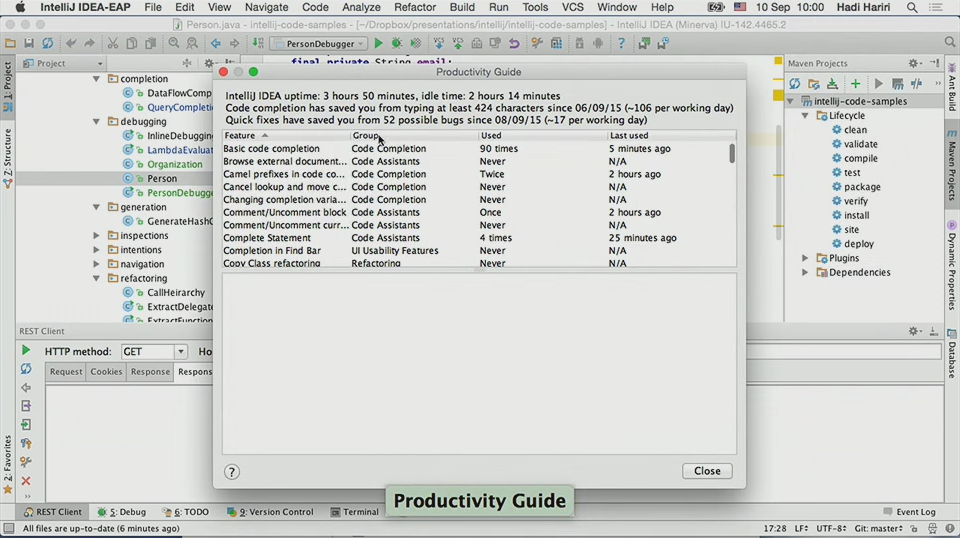 IntelliJ IDEA-EAP File Edit View Navigate Code Analyze Refactor Build Run Tools VCS Window Help 10 Sep 10:00 Hadi Hariri
Person.java - intellij-code-samples - [~/Dropbox/presentations/intellij/intellij-code-samples] - IntelliJ IDEA (Minerva) IU-142.4465.2
PersonDebugger
Project
final private String email;
completion
DataFlowComp
QueryCompletio
debugging
InlineDebugging
LambdaEvaluat
Organization
Person
PersonDebugge
generation
GenerateHashC
inspections
intentions
navigation
refactoring
CallHeirarchy
ExtractDelegate
ExtractFunction
1: Project
7: Structure
2: Favorites
Productivity Guide
IntelliJ IDEA uptime: 3 hours 50 minutes, idle time: 2 hours 14 minutes
Code completion has saved you from typing at least 424 characters since 06/09/15 (~106 per working day)
Quick fixes have saved you from 52 possible bugs since 08/09/15 (~17 per working day)
Feature Group Used Last used
Basic code completion Code Completion 90 times 5 minutes ago
Browse external document... Code Assistants Never N/A
Camel prefixes in code co... Code Completion Twice 2 hours ago
Cancel lookup and move c... Code Completion Never N/A
Changing completion varia... Code Completion Never N/A
Comment/Uncomment block Code Assistants Once 2 hours ago
Comment/Uncomment curr... Code Assistants Never N/A
Complete Statement Code Assistants 4 times 25 minutes ago
Completion in Find Bar UI Usability Features Never N/A
Copy Class refactoring Refactoring Never N/A
? Close
Maven Projects
intellij-code-samples
Lifecycle
clean
validate
compile
test
package
verify
install
site
deploy
Plugins
Dependencies
Ant Build
Maven Projects
Dynamic Properties
Database
REST Client
HTTP method: GET Ho
Request Cookies Response Respons
Productivity Guide
REST Client 5: Debug 6: TODO 9: Version Control Terminal Event Log
All files are up-to-date (6 minutes ago) 17:28 LF UTF-8 Git: master